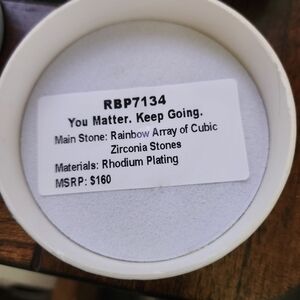 RBP7134
You Matter. Keep Going.
Main Stone: Rainbow Array of Cubic
Zirconia Stones
Materials: Rhodium Plating
MSRP: $160